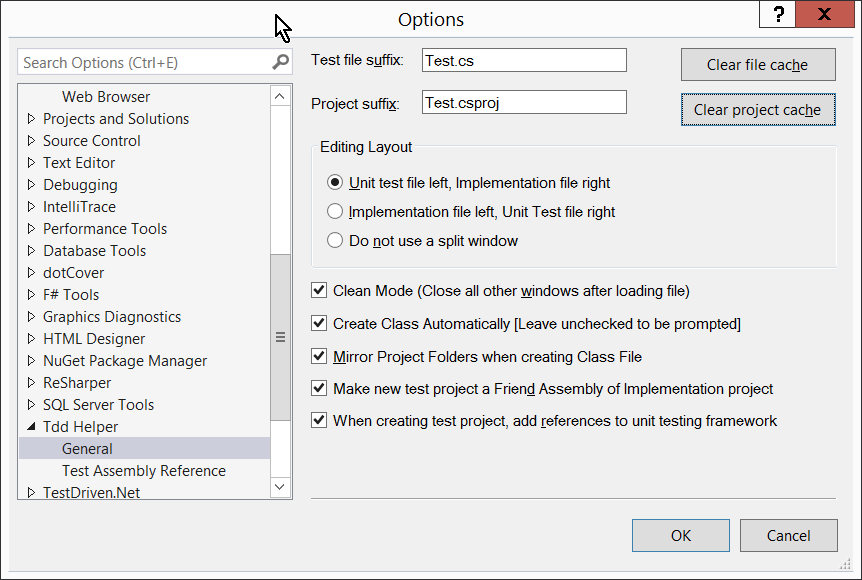 Options
?
X
Search Options (Ctrl+E)
Web Browser
Projects and Solutions
Source Control
Text Editor
Debugging
IntelliTrace
Performance Tools
Database Tools
dotCover
F# Tools
Graphics Diagnostics
HTML Designer
NuGet Package Manager
ReSharper
SQL Server Tools
Tdd Helper
General
Test Assembly Reference
TestDriven.Net
Test file suffix: Test.cs
Clear file cache
Project suffix: Test.csproj
Clear project cache
Editing Layout
Unit test file left, Implementation file right
Implementation file left, Unit Test file right
Do not use a split window
Clean Mode (Close all other windows after loading file)
Create Class Automatically [Leave unchecked to be prompted]
Mirror Project Folders when creating Class File
Make new test project a Friend Assembly of Implementation project
When creating test project, add references to unit testing framework
OK
Cancel